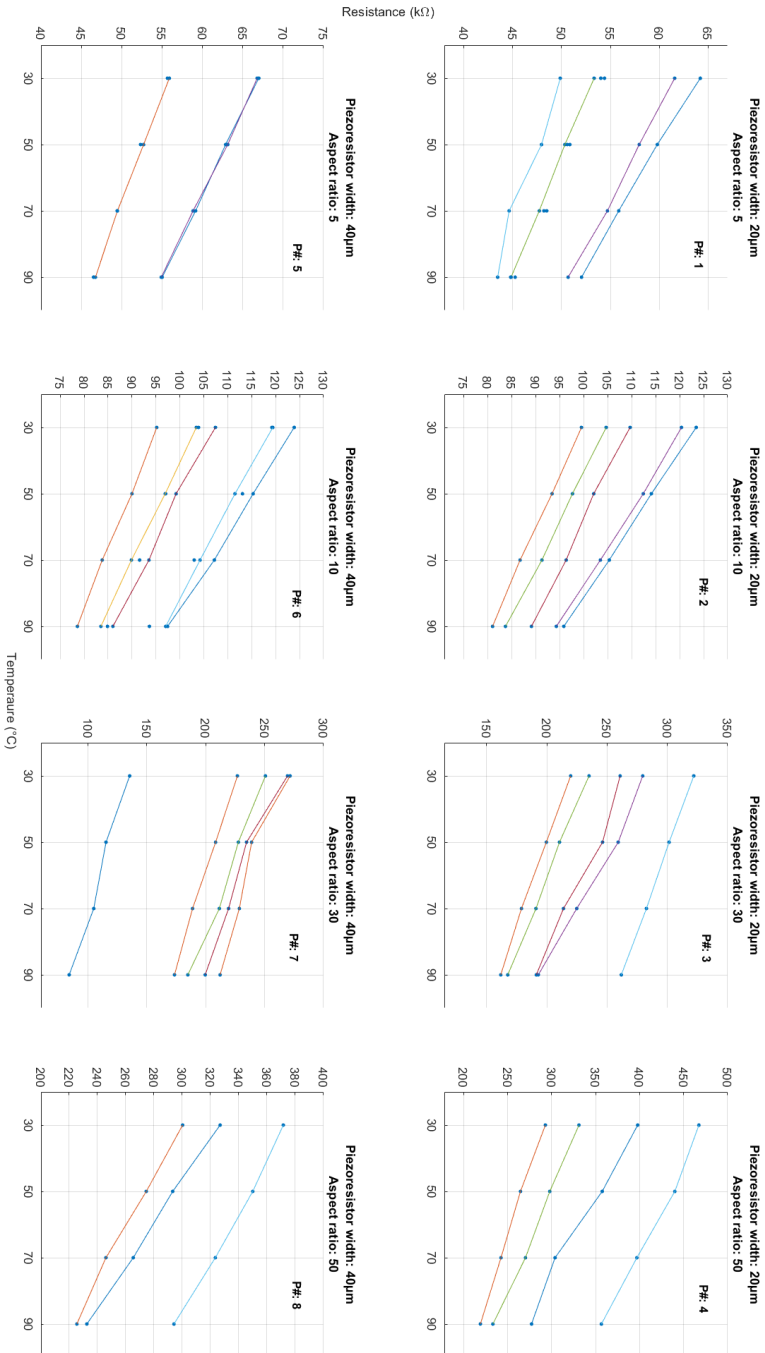 Piezoresistor width: 20µm
Aspect ratio: 5
P#: 1
65
60
55
50
45
40
30 50 70 90
Piezoresistor width: 20µm
Aspect ratio: 10
P#: 2
130
125
120
115
110
105
100
95
90
85
80
75
30 50 70 90
Piezoresistor width: 20µm
Aspect ratio: 30
P#: 3
350
300
250
200
150
30 50 70 90
Piezoresistor width: 20µm
Aspect ratio: 50
P#: 4
500
450
400
350
300
250
200
30 50 70 90
Resistance (kΩ)
Piezoresistor width: 40µm
Aspect ratio: 5
P#: 5
75
70
65
60
55
50
45
40
30 50 70 90
Piezoresistor width: 40µm
Aspect ratio: 10
P#: 6
130
125
120
115
110
105
100
95
90
85
80
75
30 50 70 90
Piezoresistor width: 40µm
Aspect ratio: 30
P#: 7
300
250
200
150
100
30 50 70 90
Piezoresistor width: 40µm
Aspect ratio: 50
P#: 8
400
380
360
340
320
300
280
260
240
220
200
30 50 70 90
Temperaure (°C)